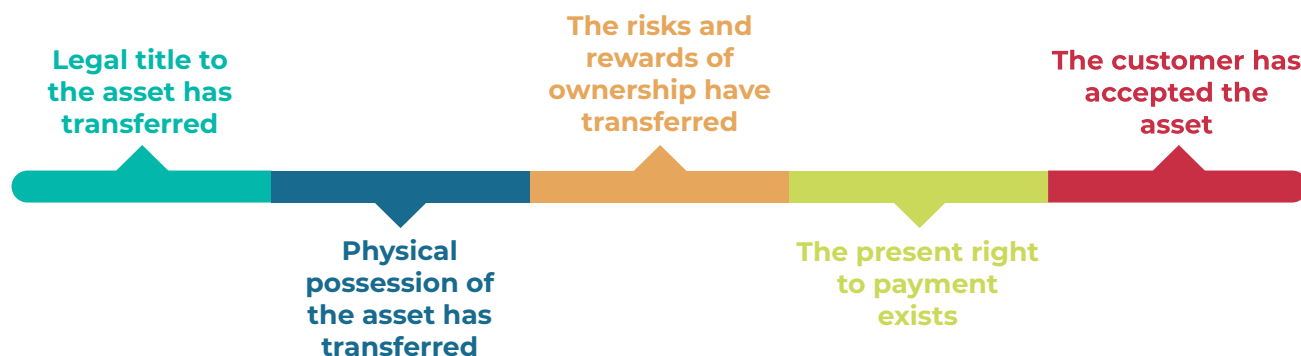 Legal title to
the asset has
transferred
Physical
possession of
the asset has
transferred
The risks and
rewards of
ownership have
transferred
The present right
to payment
exists
The customer has
accepted the
asset